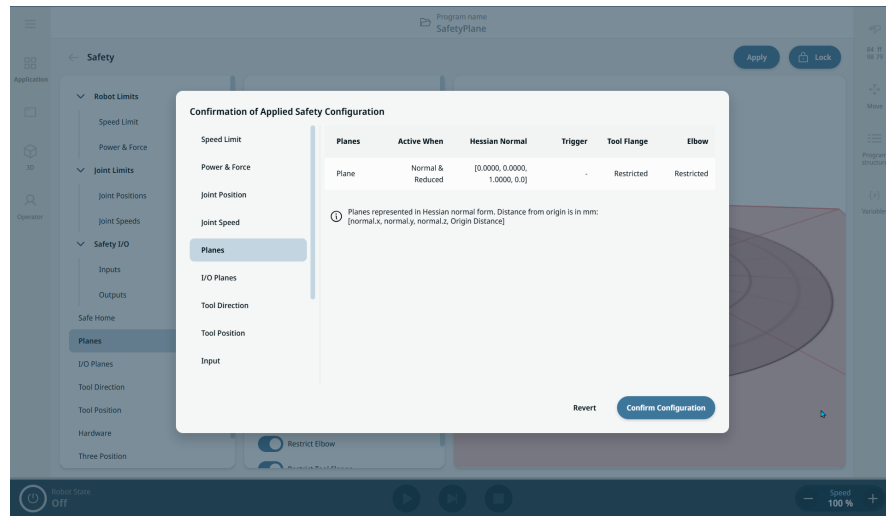 Program name
SafetyPlane
Safety
Apply
Lock
Application
3D
Operator
Move
Program structure
Variables
Robot Limits
Speed Limit
Power & Force
Joint Limits
Joint Positions
Joint Speeds
Safety I/O
Inputs
Outputs
Safe Home
Planes
I/O Planes
Tool Direction
Tool Position
Hardware
Three Position
Confirmation of Applied Safety Configuration
Speed Limit
Power & Force
Joint Position
Joint Speed
Planes
I/O Planes
Tool Direction
Tool Position
Input
Planes Active When Hessian Normal Trigger Tool Flange Elbow
Plane Normal & Reduced [0.0000, 0.0000, 1.0000, 0.0] - Restricted Restricted
Planes represented in Hessian normal form. Distance from origin is in mm:
[normal.x, normal.y, normal.z, Origin Distance]
Revert
Confirm Configuration
Restrict Elbow
Robot State
Off
Speed
100 %